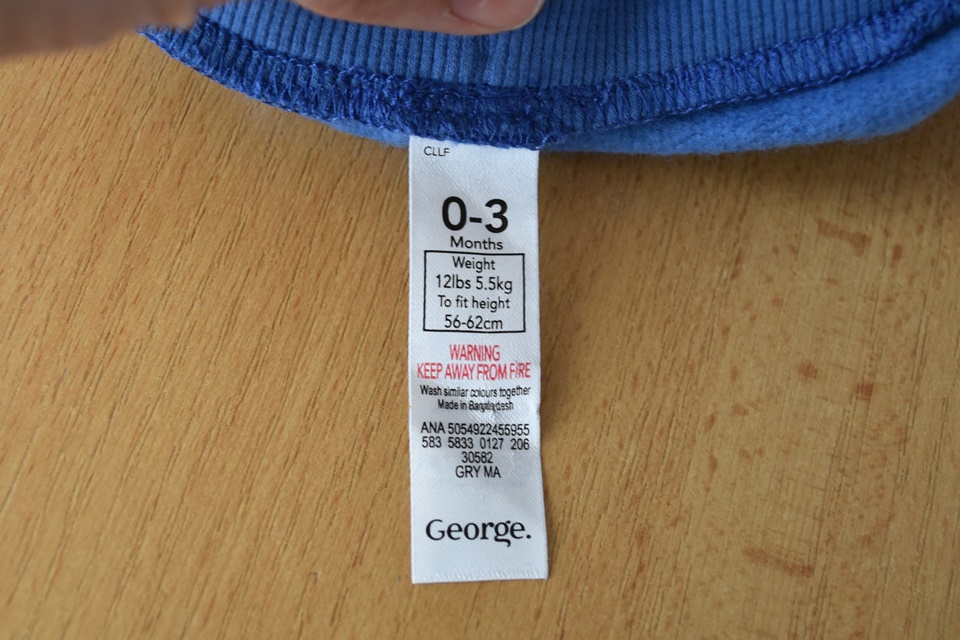 CLLF
0-3
Months
Weight
12lbs 5.5kg
To fit height
56-62cm
WARNING
KEEP AWAY FROM FIRE
Wash similar colours together
Made in Bangladesh
ANA 5054922455955
583 5833 0127 206
30582
GRY MA
George.